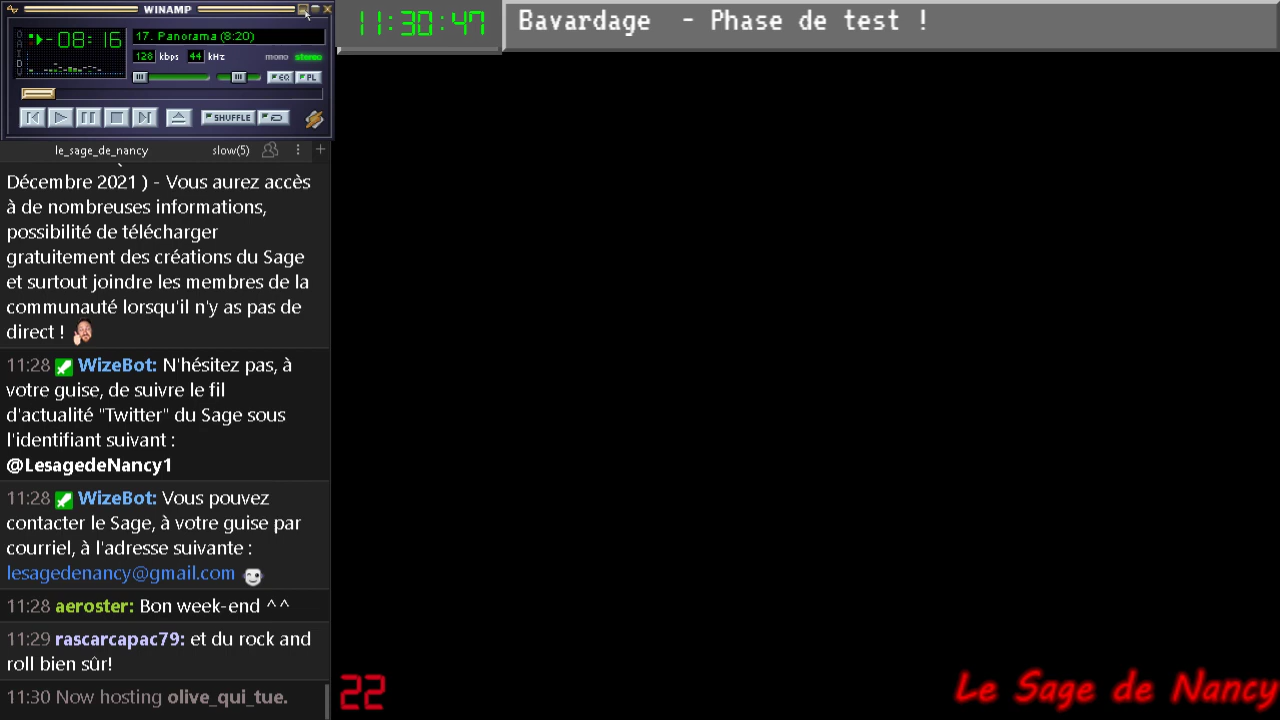 WINAMP
-08:16
17. Panorama (8:20)
128 kbps 44 kHz mono stereo
EQ PL
SHUFFLE
11:30:47
Bavardage - Phase de test !
le_sage_de_nancy slow(5)
Décembre 2021 ) - Vous aurez accès
à de nombreuses informations,
possibilité de télécharger
gratuitement des créations du Sage
et surtout joindre les membres de la
communauté lorsqu'il n'y as pas de
direct !
11:28 WizeBot: N'hésitez pas, à
votre guise, de suivre le fil
d'actualité "Twitter" du Sage sous
l'identifiant suivant :
@LesagedeNancy1
11:28 WizeBot: Vous pouvez
contacter le Sage, à votre guise par
courriel, à l'adresse suivante :
lesagedenancy@gmail.com
11:28 aeroster: Bon week-end ^^
11:29 rascarcapac79: et du rock and
roll bien sûr!
11:30 Now hosting olive_qui_tue.
22
Le Sage de Nancy